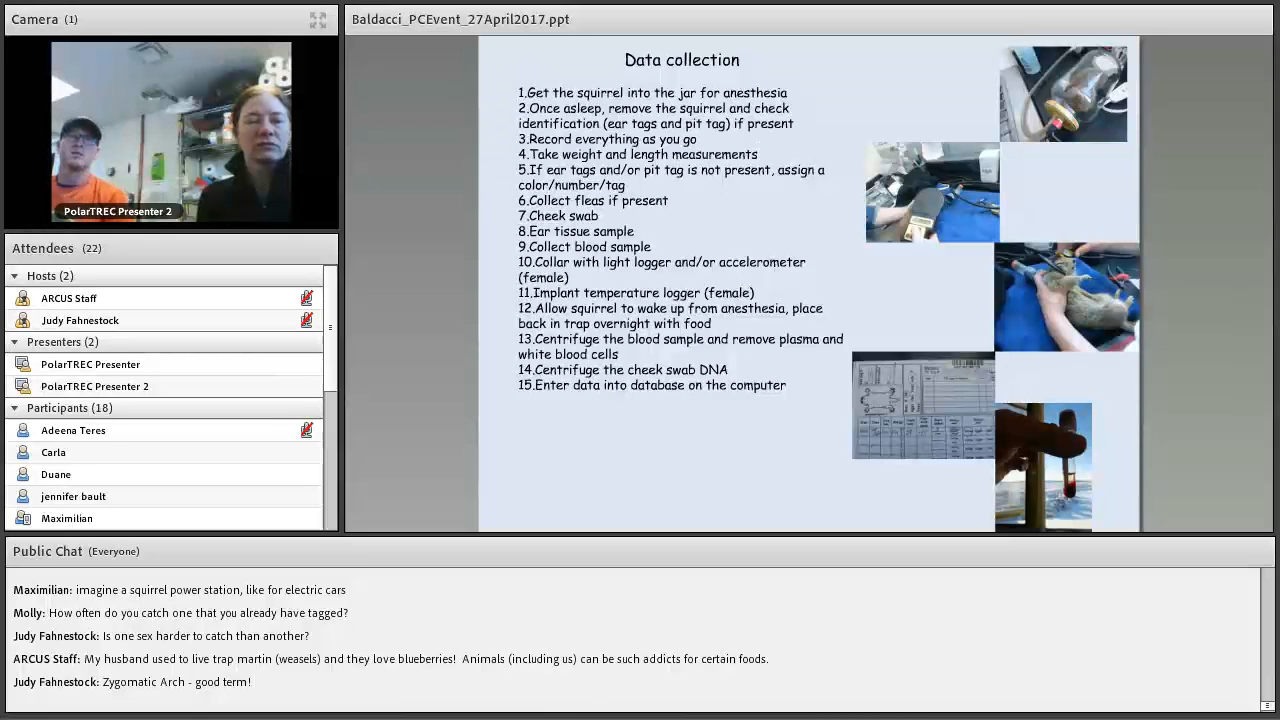 Camera (1)
PolarTREC Presenter 2
Attendees (22)
Hosts (2)
ARCUS Staff
Judy Fahnestock
Presenters (2)
PolarTREC Presenter
PolarTREC Presenter 2
Participants (18)
Adeena Teres
Carla
Duane
jennifer bault
Maximilian
Baldacci_PCEvent_27April2017.ppt
Data collection
1.Get the squirrel into the jar for anesthesia
2.Once asleep, remove the squirrel and check
identification (ear tags and pit tag) if present
3.Record everything as you go
4.Take weight and length measurements
5.If ear tags and/or pit tag is not present, assign a
color/number/tag
6.Collect fleas if present
7.Cheek swab
8.Ear tissue sample
9.Collect blood sample
10.Collar with light logger and/or accelerometer
(female)
11.Implant temperature logger (female)
12.Allow squirrel to wake up from anesthesia, place
back in trap overnight with food
13.Centrifuge the blood sample and remove plasma and
white blood cells
14.Centrifuge the cheek swab DNA
15.Enter data into database on the computer
Public Chat (Everyone)
Maximilian: imagine a squirrel power station, like for electric cars
Molly: How often do you catch one that you already have tagged?
Judy Fahnestock: Is one sex harder to catch than another?
ARCUS Staff: My husband used to live trap martin (weasels) and they love blueberries!  Animals (including us) can be such addicts for certain foods.
Judy Fahnestock: Zygomatic Arch - good term!